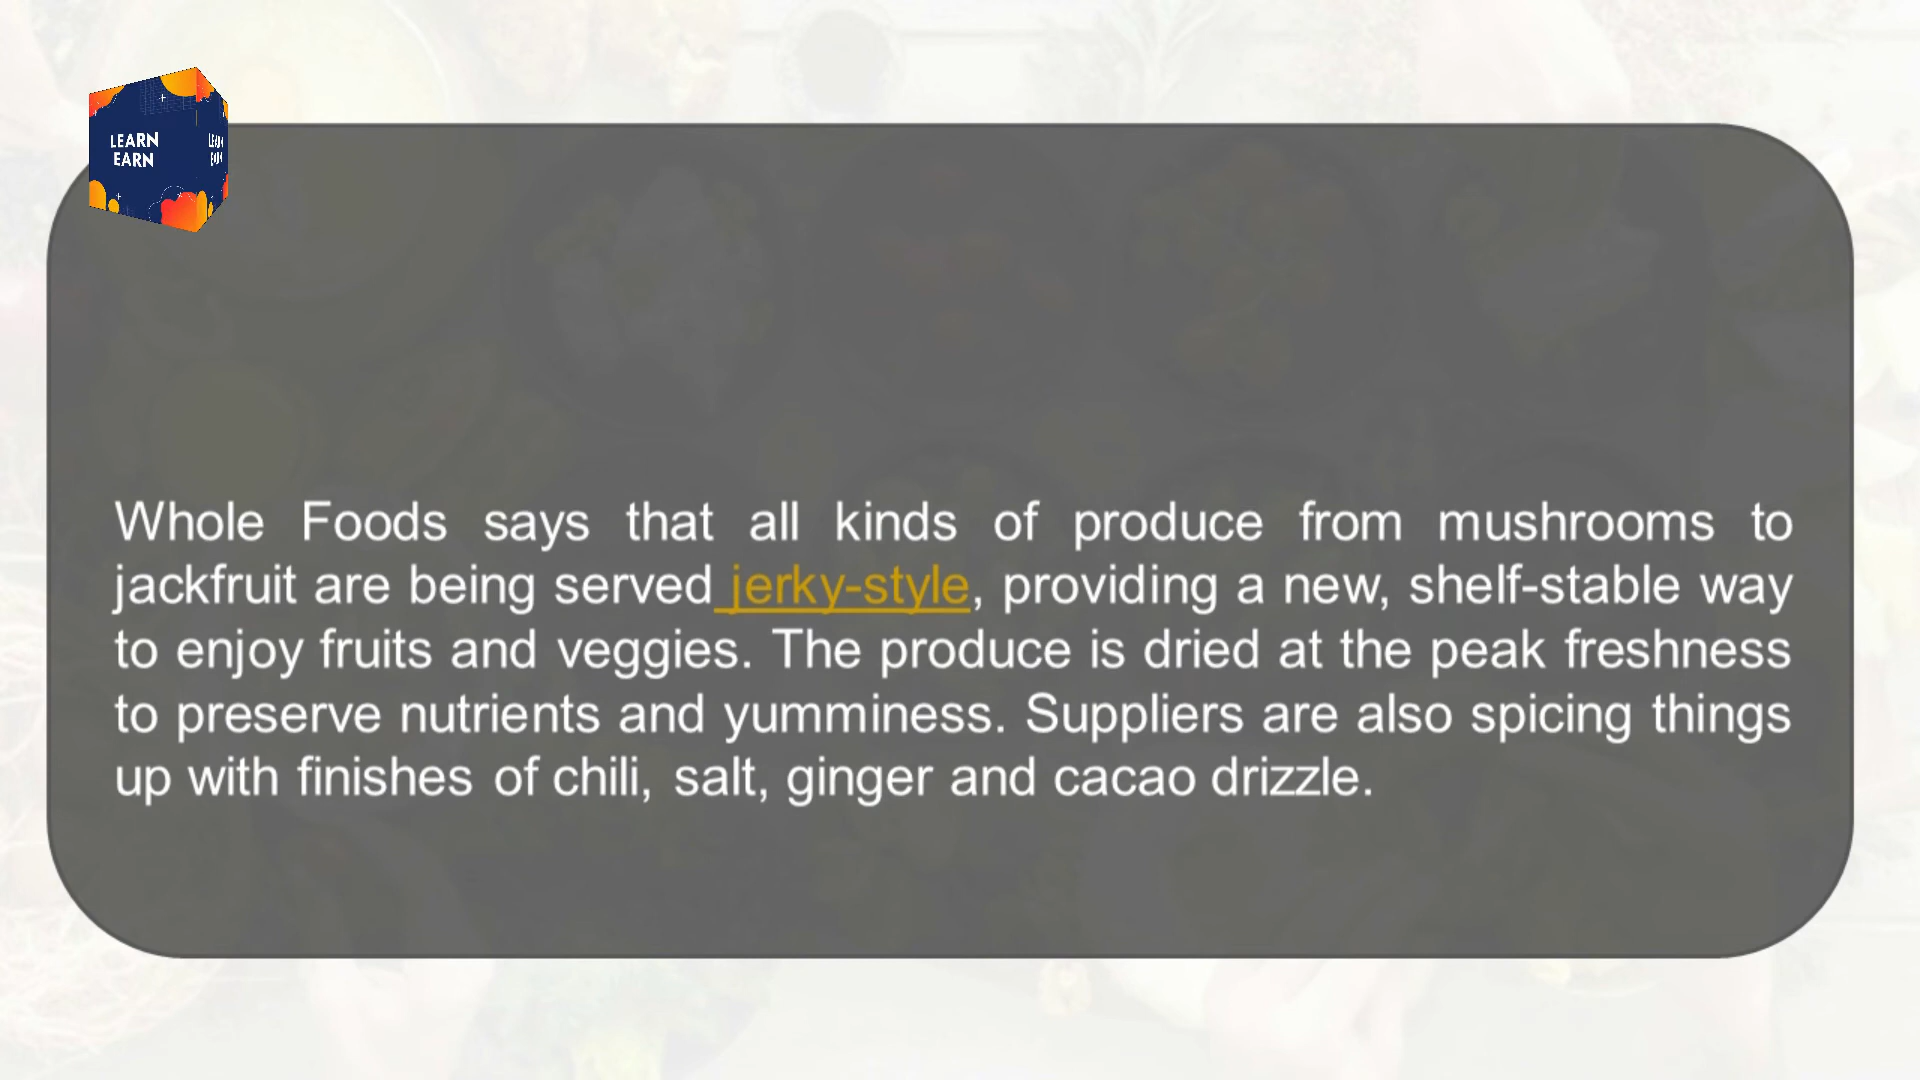 LEARN
EARN
LEARN
EARN
Whole Foods says that all kinds of produce from mushrooms to
jackfruit are being served jerky-style, providing a new, shelf-stable way
to enjoy fruits and veggies. The produce is dried at the peak freshness
to preserve nutrients and yumminess. Suppliers are also spicing things
up with finishes of chili, salt, ginger and cacao drizzle.